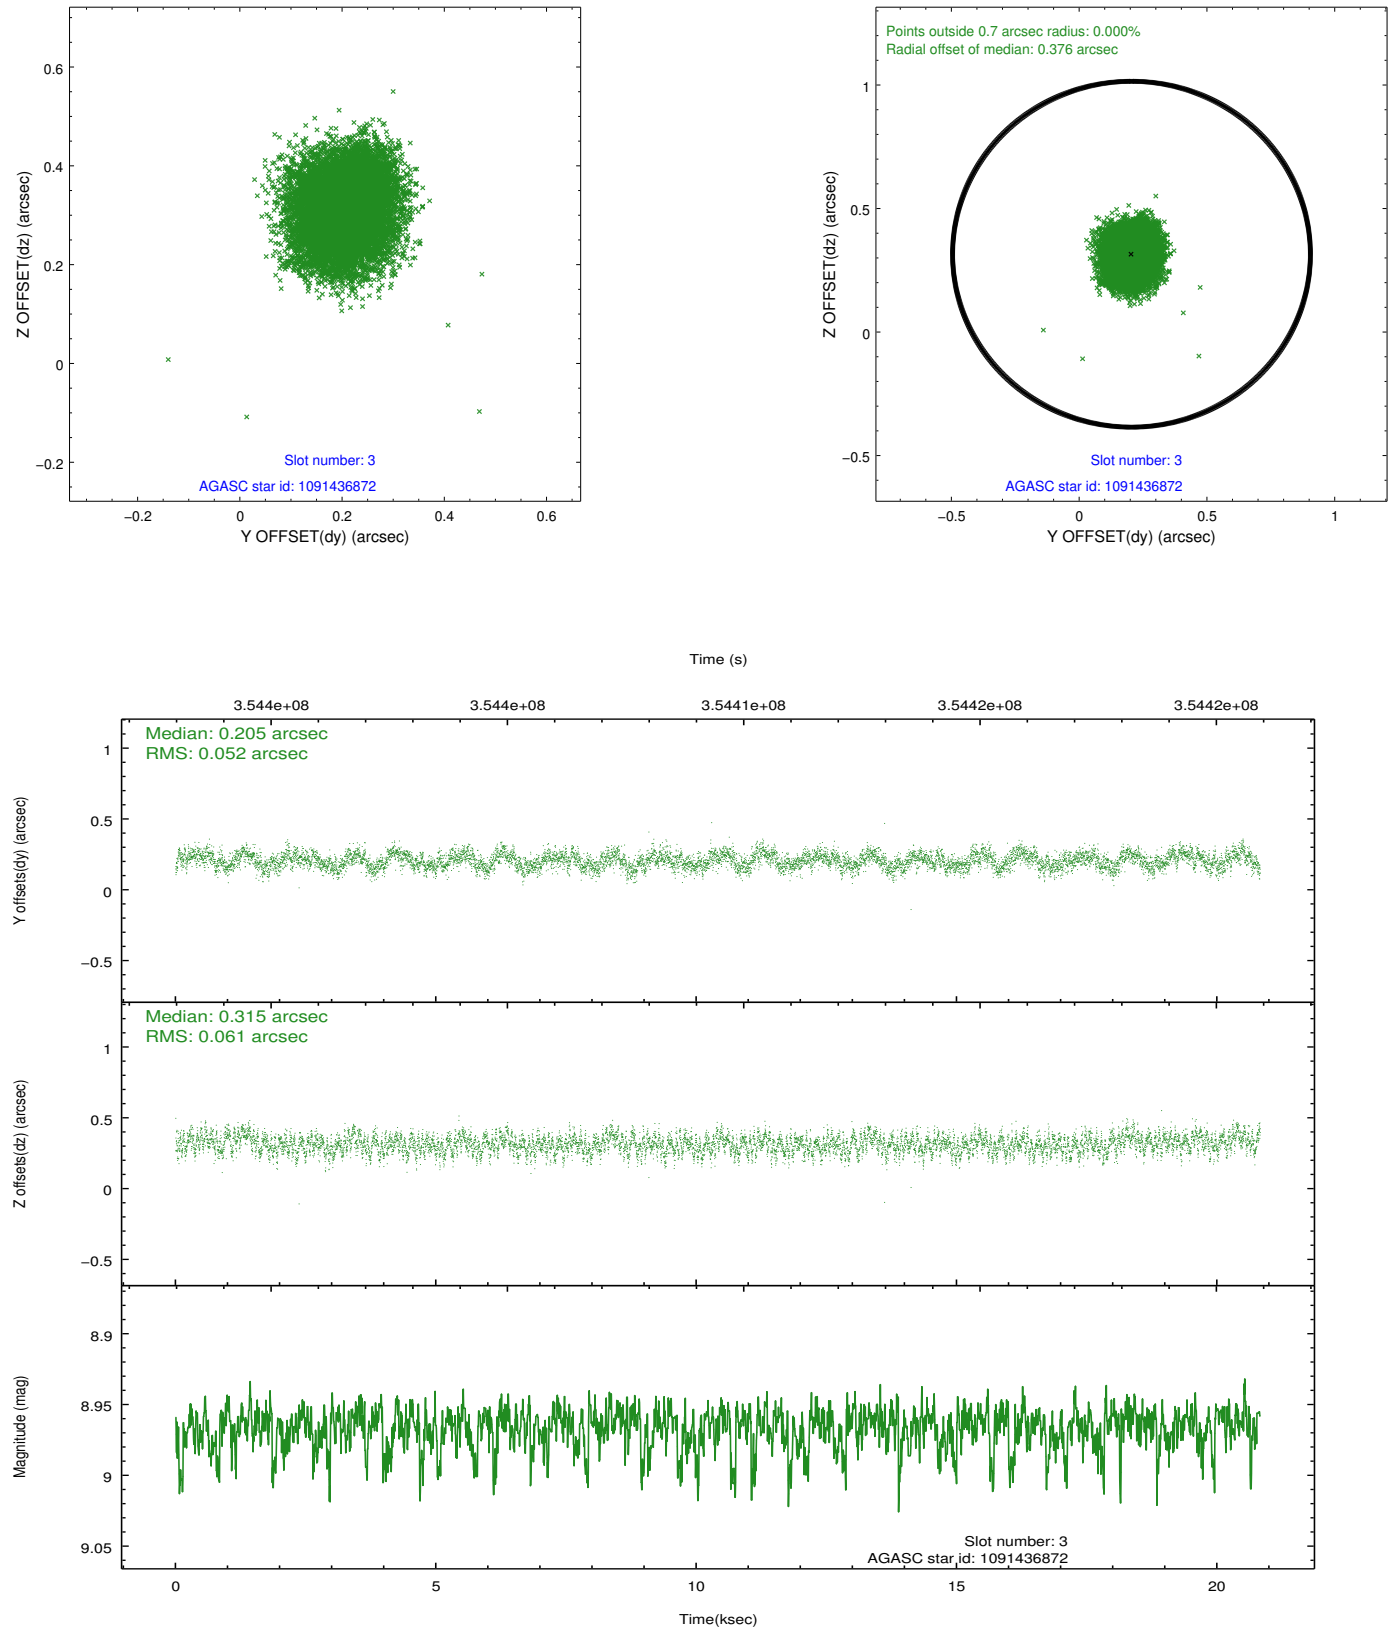 0.6
0.4
0.2
0
−0.2
Z OFFSET(dz) (arcsec)
Slot number: 3
AGASC star id: 1091436872
−0.2 0 0.2 0.4 0.6
Y OFFSET(dy) (arcsec)
Points outside 0.7 arcsec radius: 0.000%
Radial offset of median: 0.376 arcsec
1
0.5
0
−0.5
Z OFFSET(dz) (arcsec)
Slot number: 3
AGASC star id: 1091436872
−0.5 0 0.5 1
Y OFFSET(dy) (arcsec)
Time (s)
3.544e+08 3.544e+08 3.5441e+08 3.5442e+08 3.5442e+08
Median: 0.205 arcsec
RMS: 0.052 arcsec
1
0.5
0
−0.5
Y offsets(dy) (arcsec)
Median: 0.315 arcsec
RMS: 0.061 arcsec
1
0.5
0
−0.5
Z offsets(dz) (arcsec)
8.9
8.95
9
9.05
Magnitude (mag)
Slot number: 3
AGASC star id: 1091436872
0 5 10 15 20
Time(ksec)